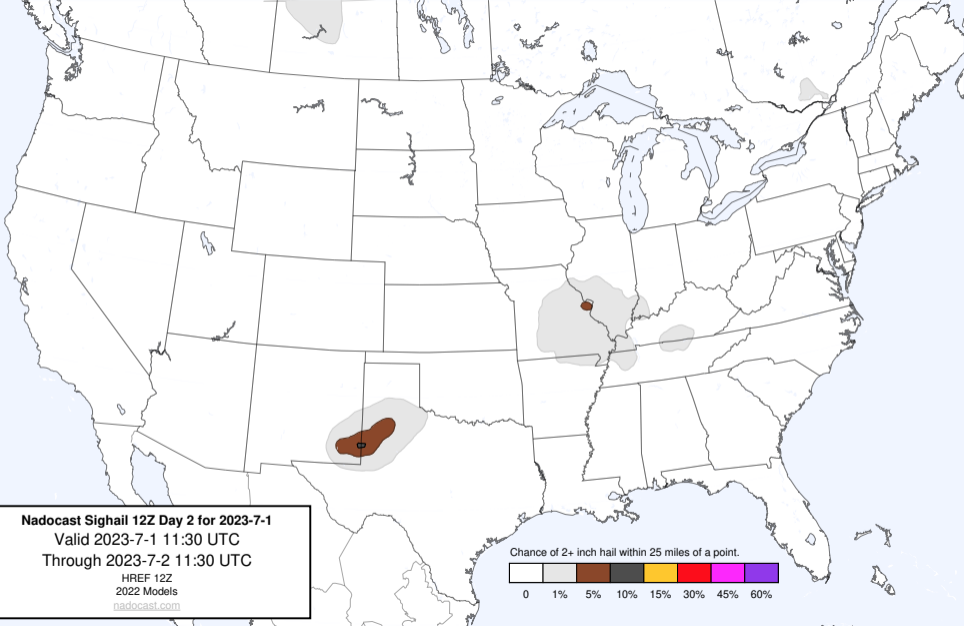 Nadocast Sighail 12Z Day 2 for 2023-7-1
Valid 2023-7-1 11:30 UTC
Through 2023-7-2 11:30 UTC
HREF 12Z
2022 Models
nadocast.com
Chance of 2+ inch hail within 25 miles of a point.
0 1% 5% 10% 15% 30% 45% 60%